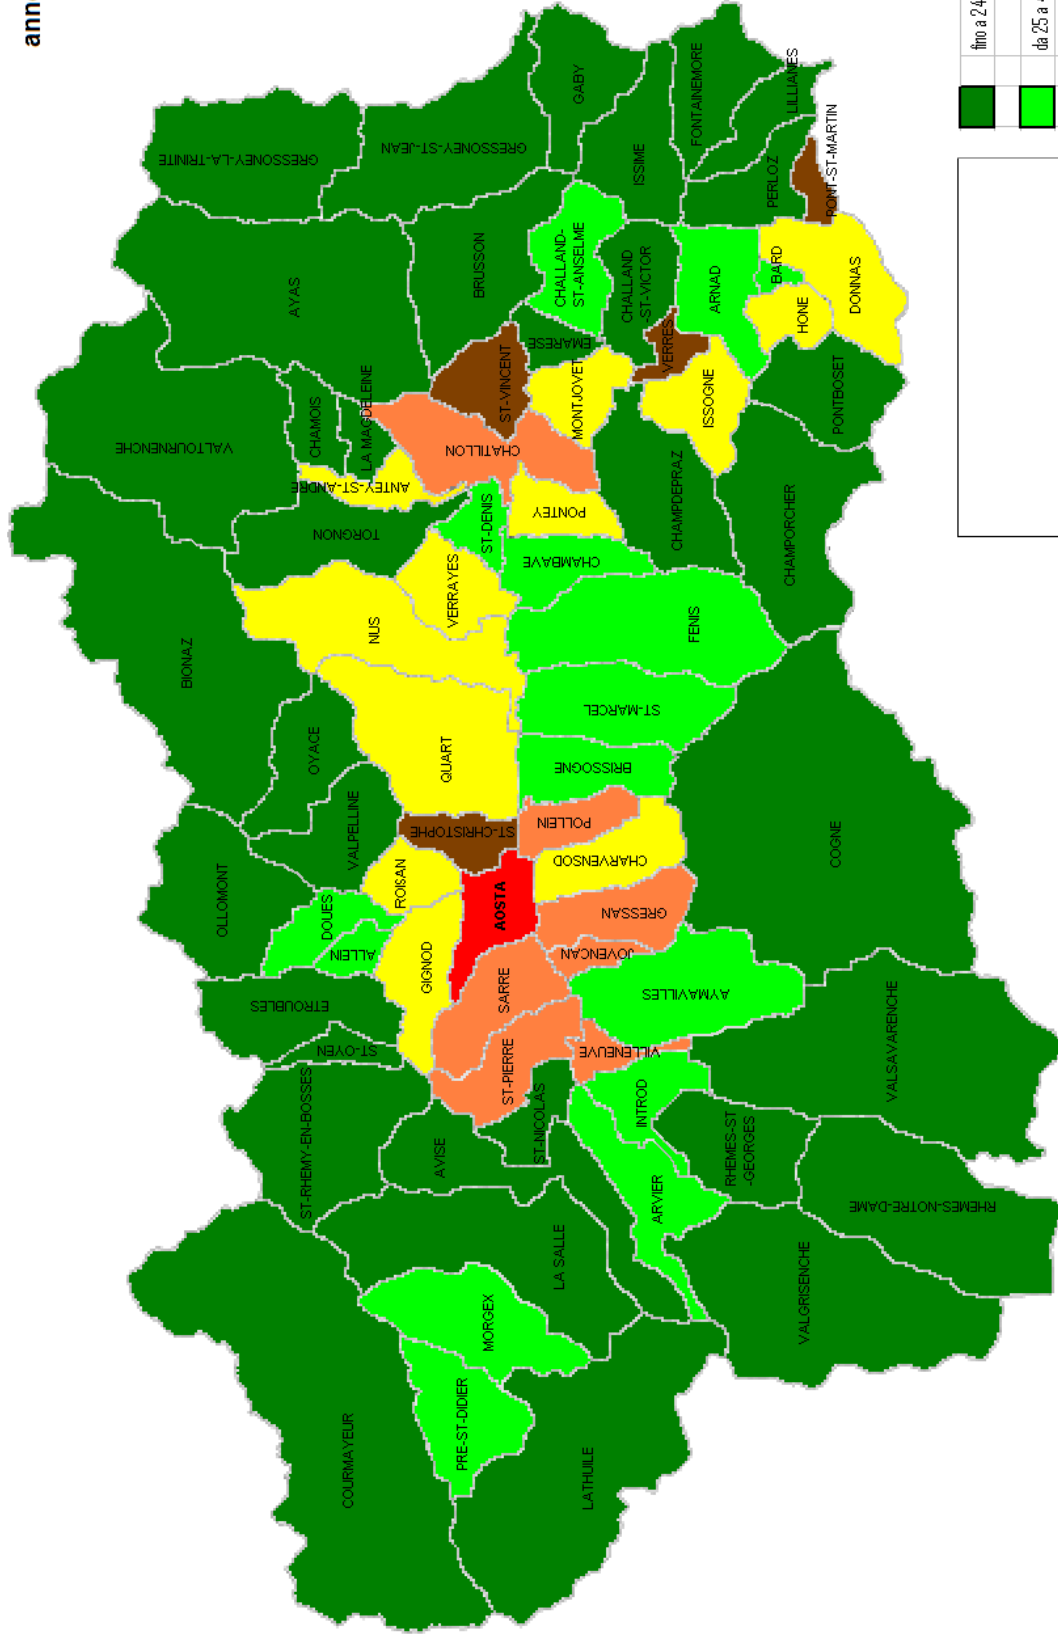 ann
COURMAYEUR
PRE-ST-DIDIER
LATHUILE
MORGEX
LA SALLE
ST-RHEMY-EN-BOSSES
AVISE
ST-NICOLAS
ARVIER
INTROD
RHEMES-ST
-GEORGES
VALGRISENCHE
RHEMES-NOTRE-DAME
VALSAVARENCHE
ST-OYEN
ETROUBLES
ST-PIERRE
SARRE
VILLENEUVE
AYMAVILLES
JOVENCAN
GRESSAN
COGNE
GIGNOD
ALLEIN
DOUES
OLLOMONT
ROISAN
VALPELLINE
AOSTA
ST-CHRISTOPHE
CHARVENSOD
POLLEIN
OYACE
BIONAZ
QUART
BRISSOGNE
ST-MARCEL
NUS
FENIS
VERRAYES
TORGNON
ST-DENIS
CHAMBAVE
PONTEY
ANTEY-ST-ANDRE
VALTOURNENCHE
CHAMOIS
LA MAGDELEINE
CHATILLON
ST-VINCENT
CHAMPDEPRAZ
CHAMPORCHER
PONTBOSET
AYAS
BRUSSON
EMARESE
MONTJOVET
CHALLAND-
ST-ANSELME
CHALLAND
-ST-VICTOR
VERRES
ISSOGNE
ARNAD
HONE
BARD
DONNAS
GRESSONEY-LA-TRINITE
GRESSONEY-ST-JEAN
GABY
ISSIME
FONTAINEMORE
LILLIANES
PERLOZ
PONT-ST-MARTIN
fino a 24
da 25 a